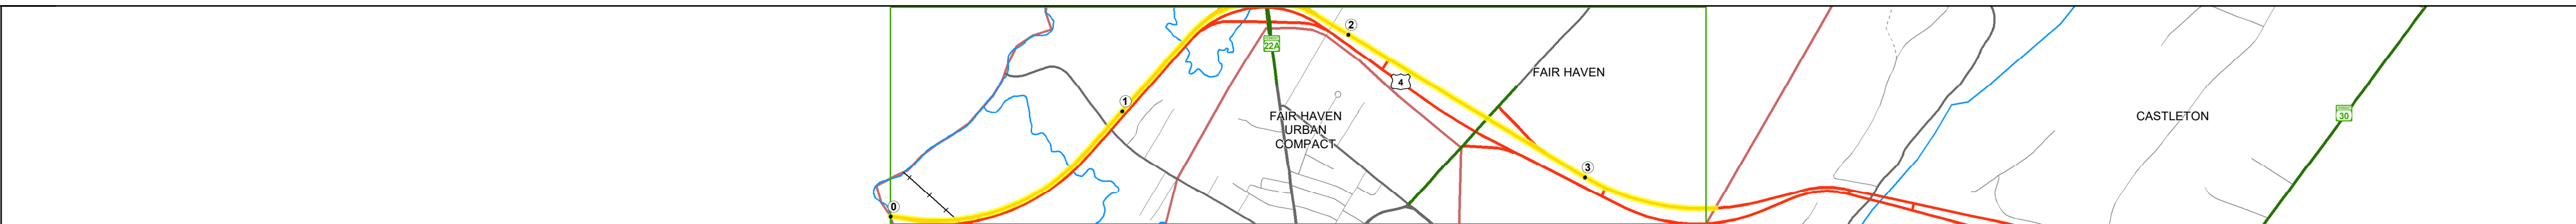 2
22A
FAIR HAVEN
4
1
FAIR HAVEN
URBAN
COMPACT
CASTLETON
30
3
0